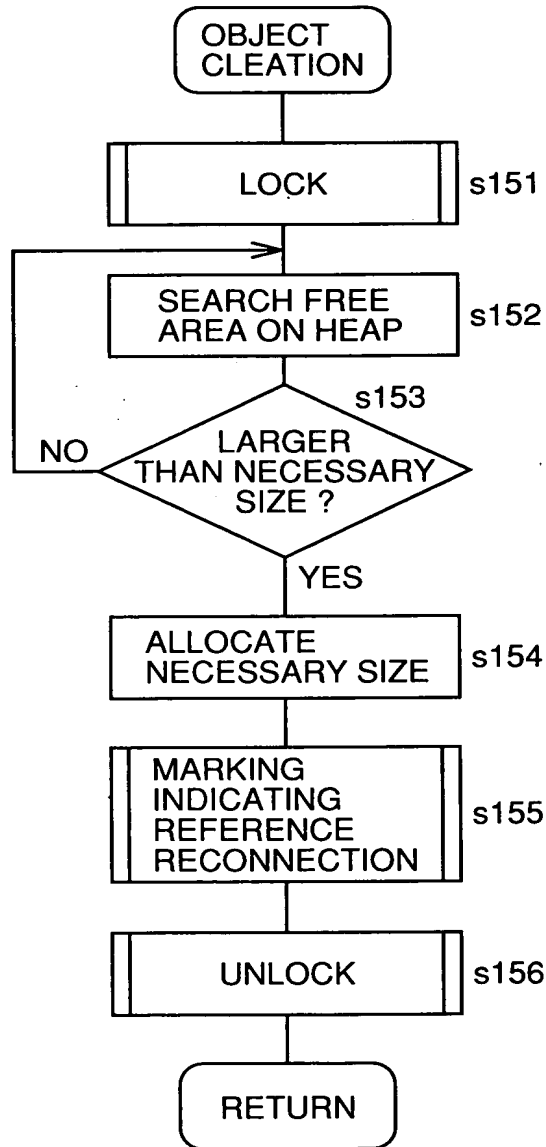 OBJECT
CLEATION
LOCK
s151
SEARCH FREE
AREA ON HEAP
s152
s153
LARGER
THAN NECESSARY
SIZE ?
NO
YES
ALLOCATE
NECESSARY SIZE
s154
MARKING
INDICATING
REFERENCE
RECONNECTION
s155
UNLOCK
s156
RETURN